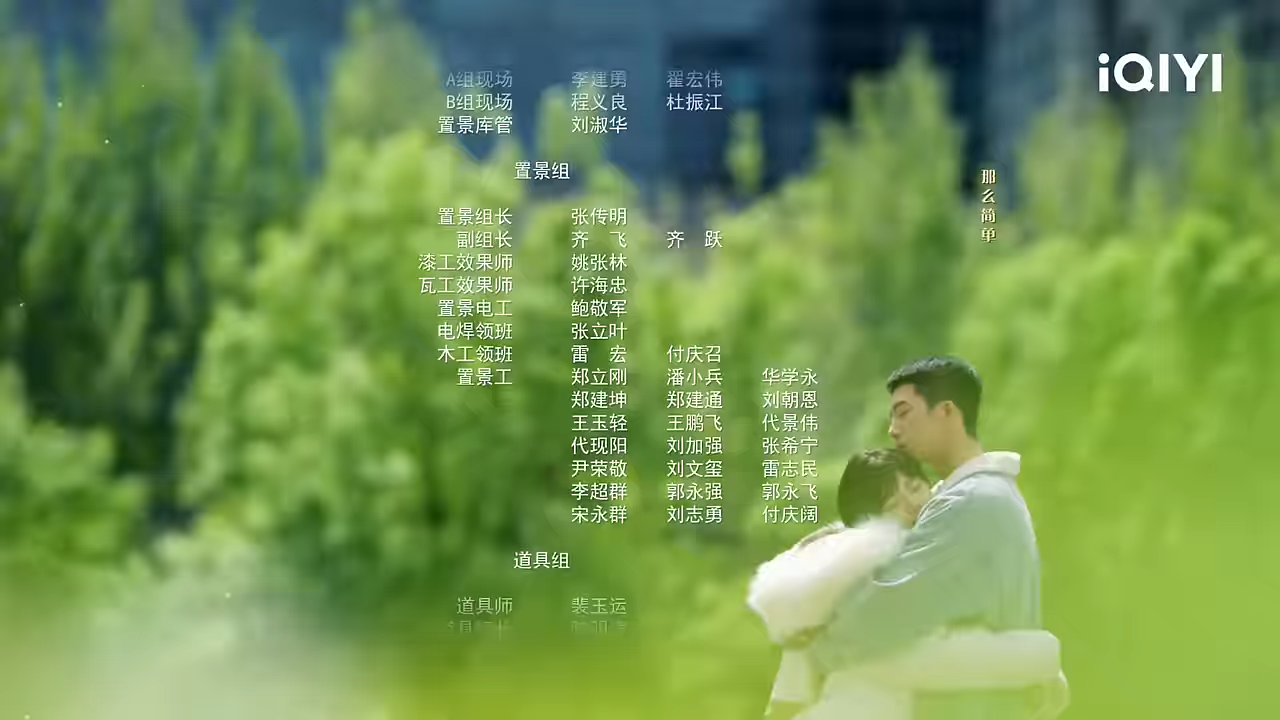 iQIYI
A组现场 李建勇 翟宏伟
B组现场 程义良 杜振江
置景库管 刘淑华
置景组
置景组长 张传明
副组长 齐 飞 齐 跃
漆工效果师 姚张林
瓦工效果师 许海忠
置景电工 鲍敬军
电焊领班 张立叶
木工领班 雷 宏 付庆召
置景工 郑立刚 潘小兵 华学永
郑建坤 郑建通 刘朝恩
王玉轻 王鹏飞 代景伟
代现阳 刘加强 张希宁
尹荣敬 刘文玺 雷志民
李超群 郭永强 郭永飞
宋永群 刘志勇 付庆阔
道具组
道具师 裴玉运
那么简单